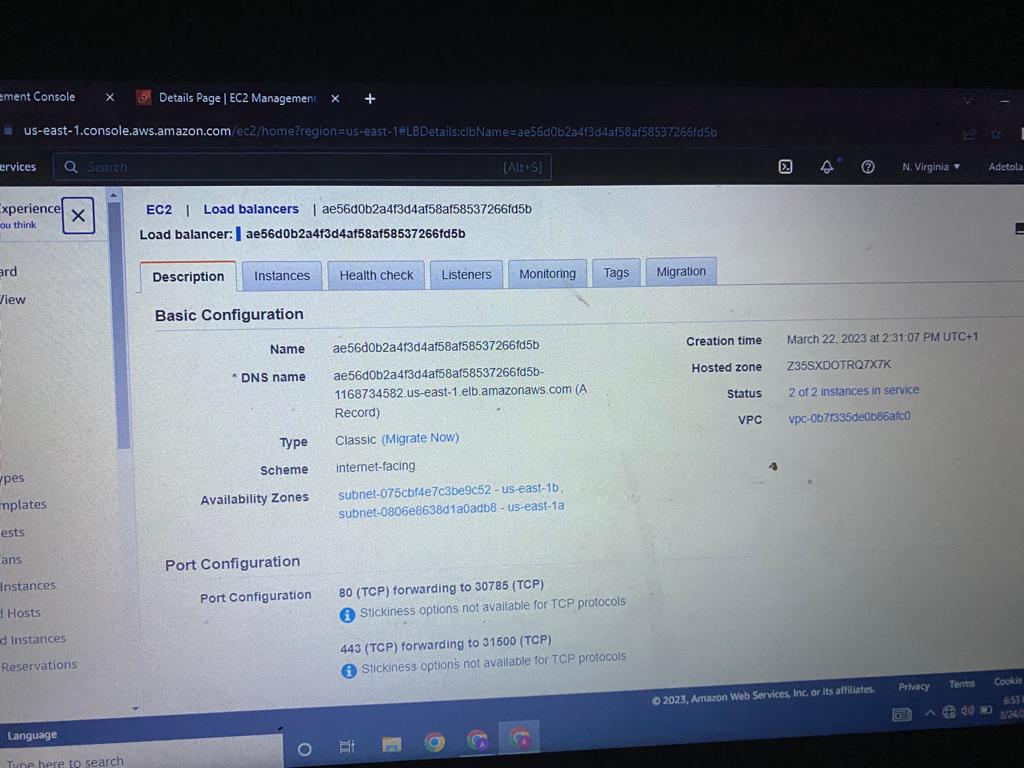 ement Console
Details Page | EC2 Management
us-east-1.console.aws.amazon.com/ec2/home?region=us-east-1#LBDetails:clbName=ae56d0b2a4f3d4af58af58537266fd5b
ervices
Search
[Alt+S]
N. Virginia
Adetola
xperience
ou think
EC2 | Load balancers | ae56d0b2a4f3d4af58af58537266fd5b
Load balancer: ae56d0b2a4f3d4af58af58537266fd5b
Description Instances Health check Listeners Monitoring Tags Migration
ard
View
ypes
mplates
ests
ans
Instances
d Hosts
d Instances
Reservations
Basic Configuration
Name ae56d0b2a4f3d4af58af58537266fd5b
* DNS name ae56d0b2a4f3d4af58af58537266fd5b-
1168734582.us-east-1.elb.amazonaws.com (A
Record)
Type Classic (Migrate Now)
Scheme internet-facing
Availability Zones subnet-075cbf4e7c3be9c52 - us-east-1b,
subnet-0806e8638d1a0adb8 - us-east-1a
Creation time March 22, 2023 at 2:31:07 PM UTC+1
Hosted zone Z35SXDOTRQ7X7K
Status 2 of 2 instances in service
VPC vpc-0b7f335de0b86afc0
Port Configuration
Port Configuration 80 (TCP) forwarding to 30785 (TCP)
Stickiness options not available for TCP protocols
443 (TCP) forwarding to 31500 (TCP)
Stickiness options not available for TCP protocols
Language
© 2023, Amazon Web Services, Inc. or its affiliates. Privacy Terms Cookie
Type here to search
6:53